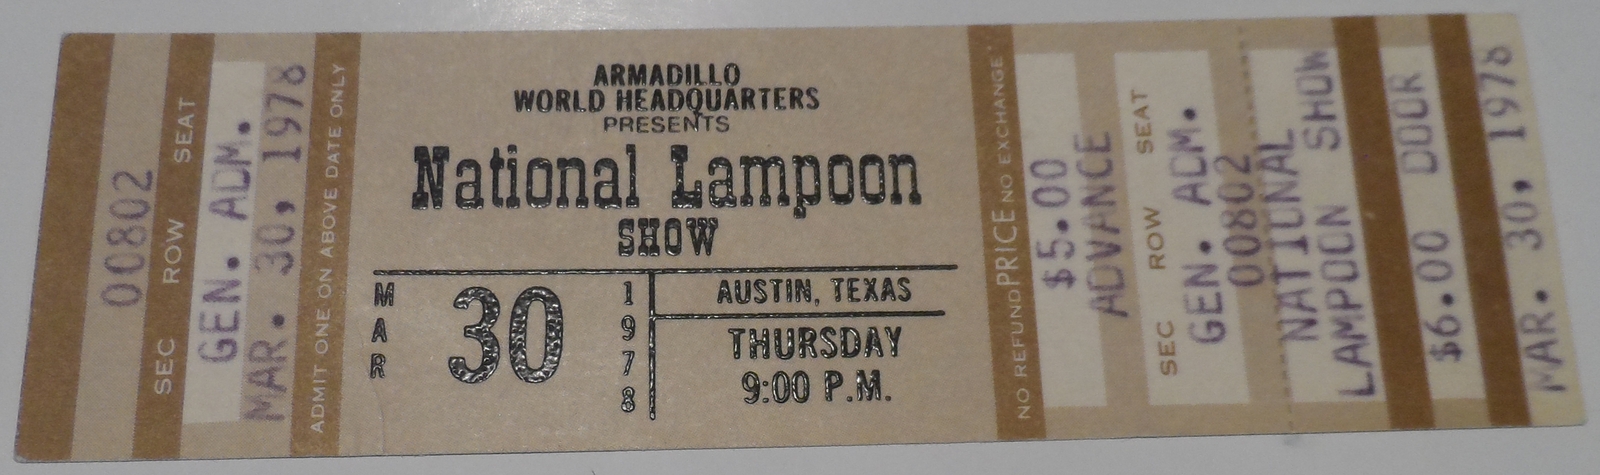 00802
SEC ROW SEAT
GEN. ADM.
MAR. 30, 1978
ADMIT ONE ON ABOVE DATE ONLY
ARMADILLO
WORLD HEADQUARTERS
PRESENTS
National Lampoon
SHOW
MAR
30
1978
AUSTIN, TEXAS
THURSDAY
9:00 P.M.
NO REFUND PRICE NO EXCHANGE
$5.00
ADVANCE
SEC ROW SEAT
GEN. ADM.
00802
NATIONAL
LAMPOON SHOW
$6.00 DOOR
MAR. 30, 1978